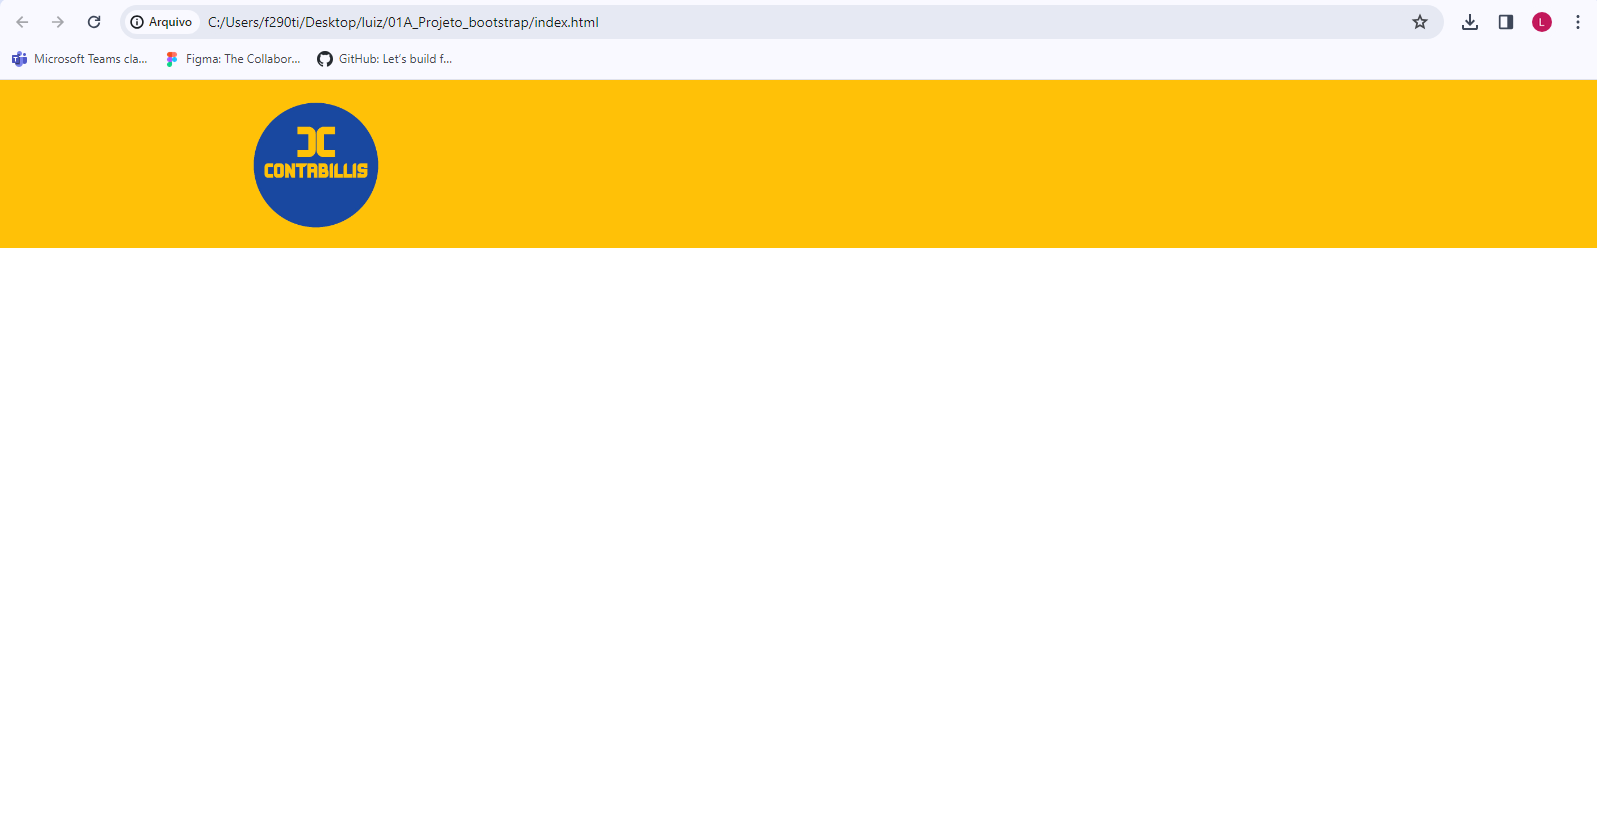 Arquivo C:/Users/f290ti/Desktop/luiz/01A_Projeto_bootstrap/index.html L
Microsoft Teams cla... Figma: The Collabor... GitHub: Let's build f...
CONTABILLIS